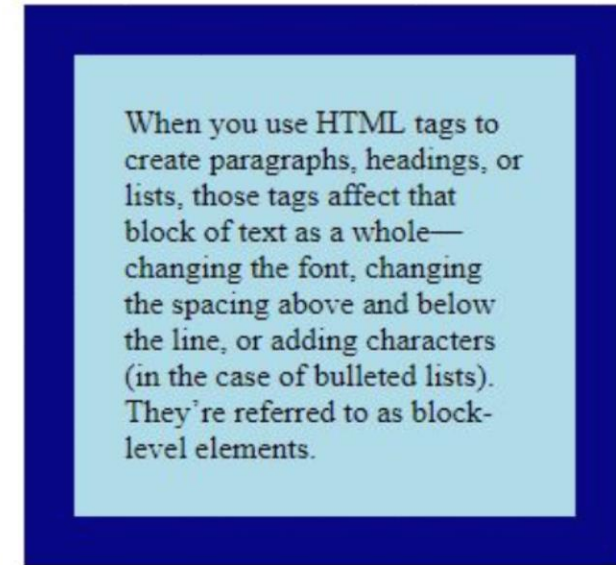 When you use HTML tags to
create paragraphs, headings, or
lists, those tags affect that
block of text as a whole—
changing the font, changing
the spacing above and below
the line, or adding characters
(in the case of bulleted lists).
They’re referred to as block-
level elements.